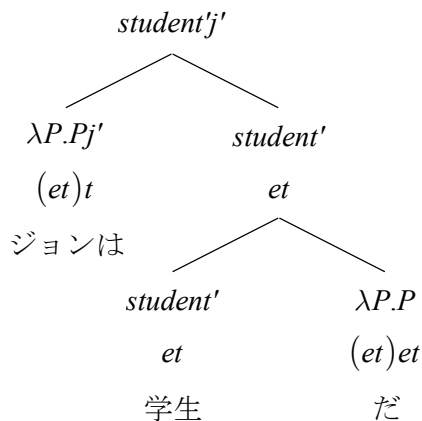 student'j'
λP.Pj' student'
(et)t et
ジョンは
student' λP.P
et (et)et
学生 だ